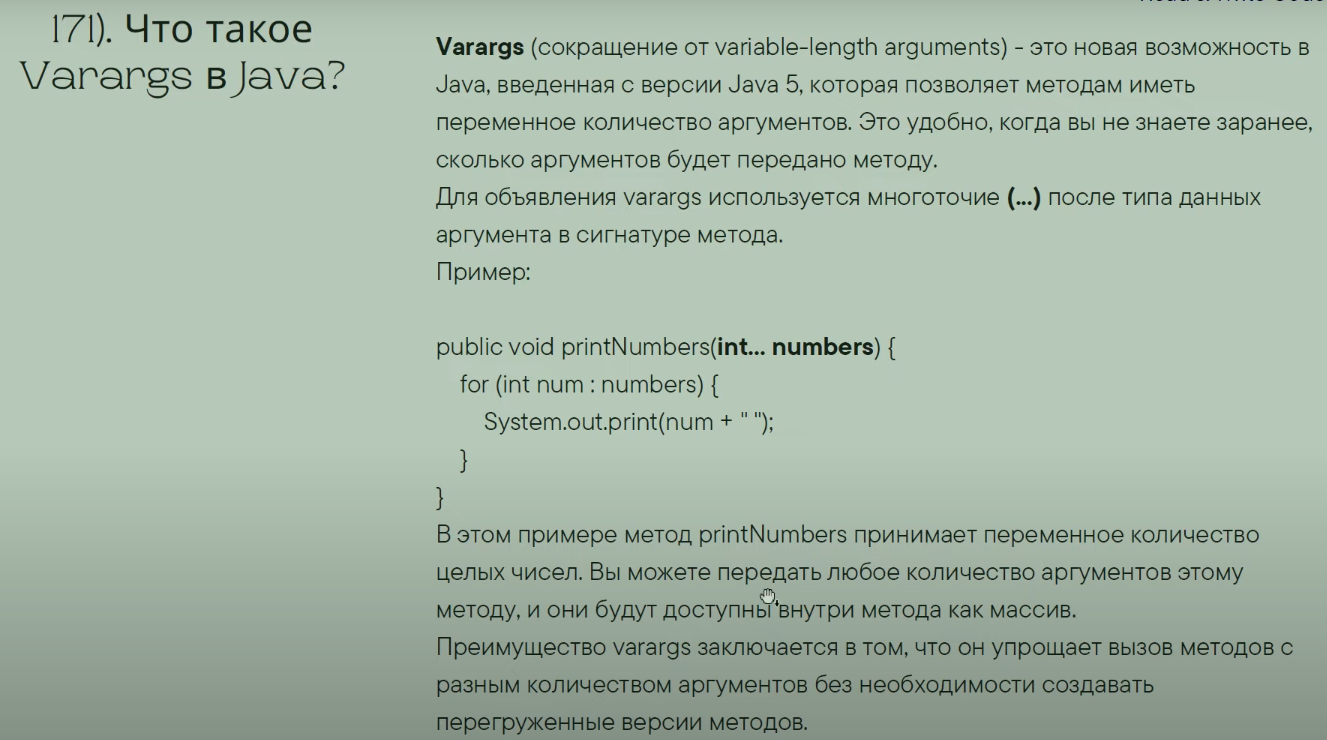 171). Что такое
Varargs в Java?
Varargs (сокращение от variable-length arguments) - это новая возможность в
Java, введенная с версии Java 5, которая позволяет методам иметь
переменное количество аргументов. Это удобно, когда вы не знаете заранее,
сколько аргументов будет передано методу.
Для объявления varargs используется многоточие (...) после типа данных
аргумента в сигнатуре метода.
Пример:
public void printNumbers(int... numbers) {
for (int num : numbers) {
System.out.print(num + " ");
}
}
В этом примере метод printNumbers принимает переменное количество
целых чисел. Вы можете передать любое количество аргументов этому
методу, и они будут доступны внутри метода как массив.
Преимущество varargs заключается в том, что он упрощает вызов методов с
разным количеством аргументов без необходимости создавать
перегруженные версии методов.